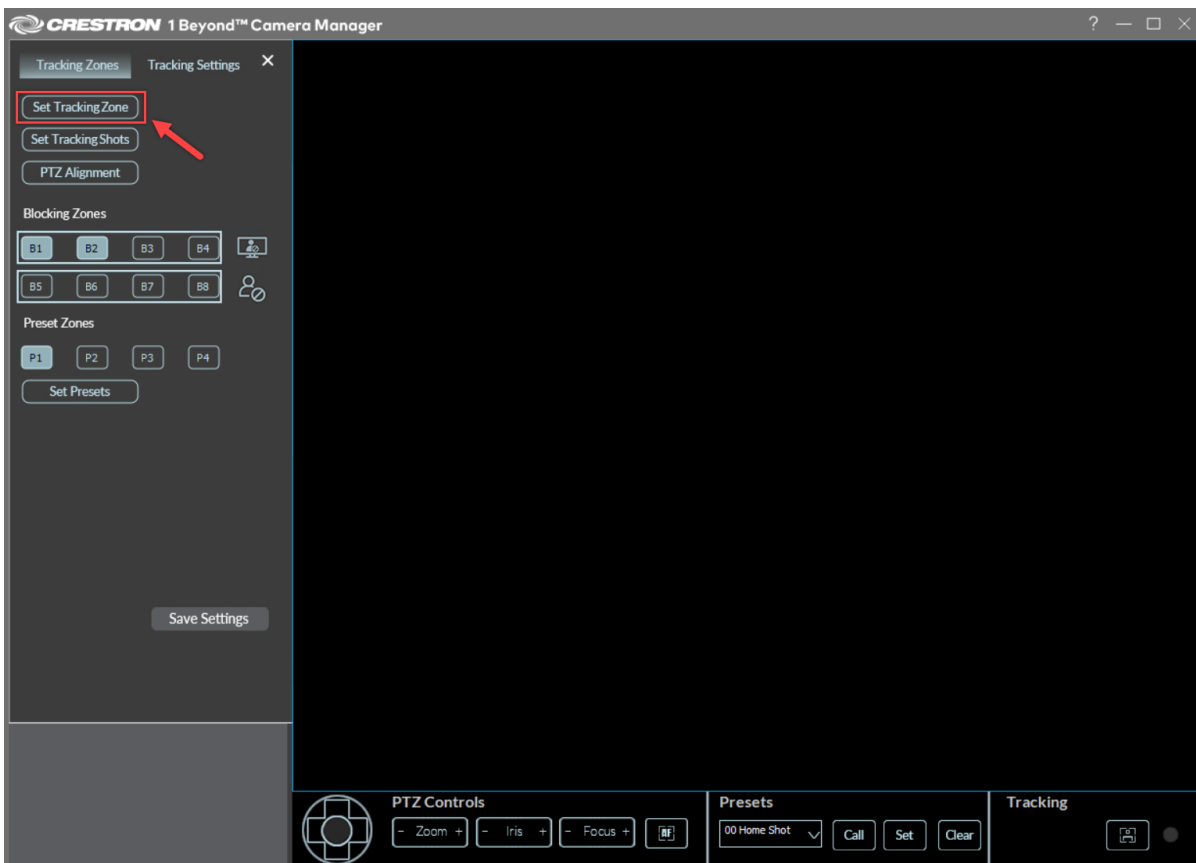 CRESTRON 1 Beyond™ Camera Manager ?
Tracking Zones Tracking Settings
Set Tracking Zone
Set Tracking Shots
PTZ Alignment
Blocking Zones
B1 B2 B3 B4
B5 B6 B7 B8
Preset Zones
P1 P2 P3 P4
Set Presets
Save Settings
PTZ Controls Presets Tracking
- Zoom + - Iris + - Focus + AF 00 Home Shot Call Set Clear